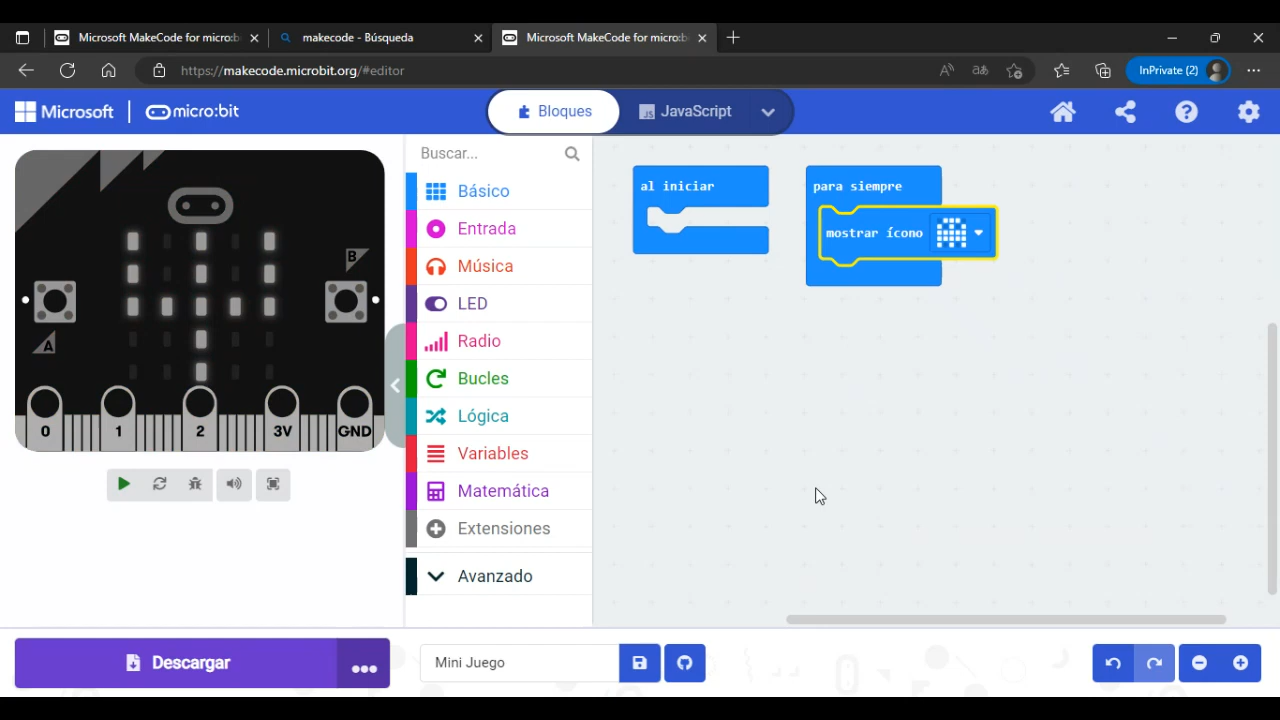 Microsoft MakeCode for micro:b
makecode - Búsqueda
Microsoft MakeCode for micro:b
https://makecode.microbit.org/#editor
InPrivate (2)
Microsoft
micro:bit
Bloques
JavaScript
Buscar...
Básico
Entrada
Música
LED
Radio
Bucles
Lógica
Variables
Matemática
Extensiones
Avanzado
al iniciar
para siempre
mostrar ícono
A
B
0
1
2
3V
GND
Descargar
Mini Juego